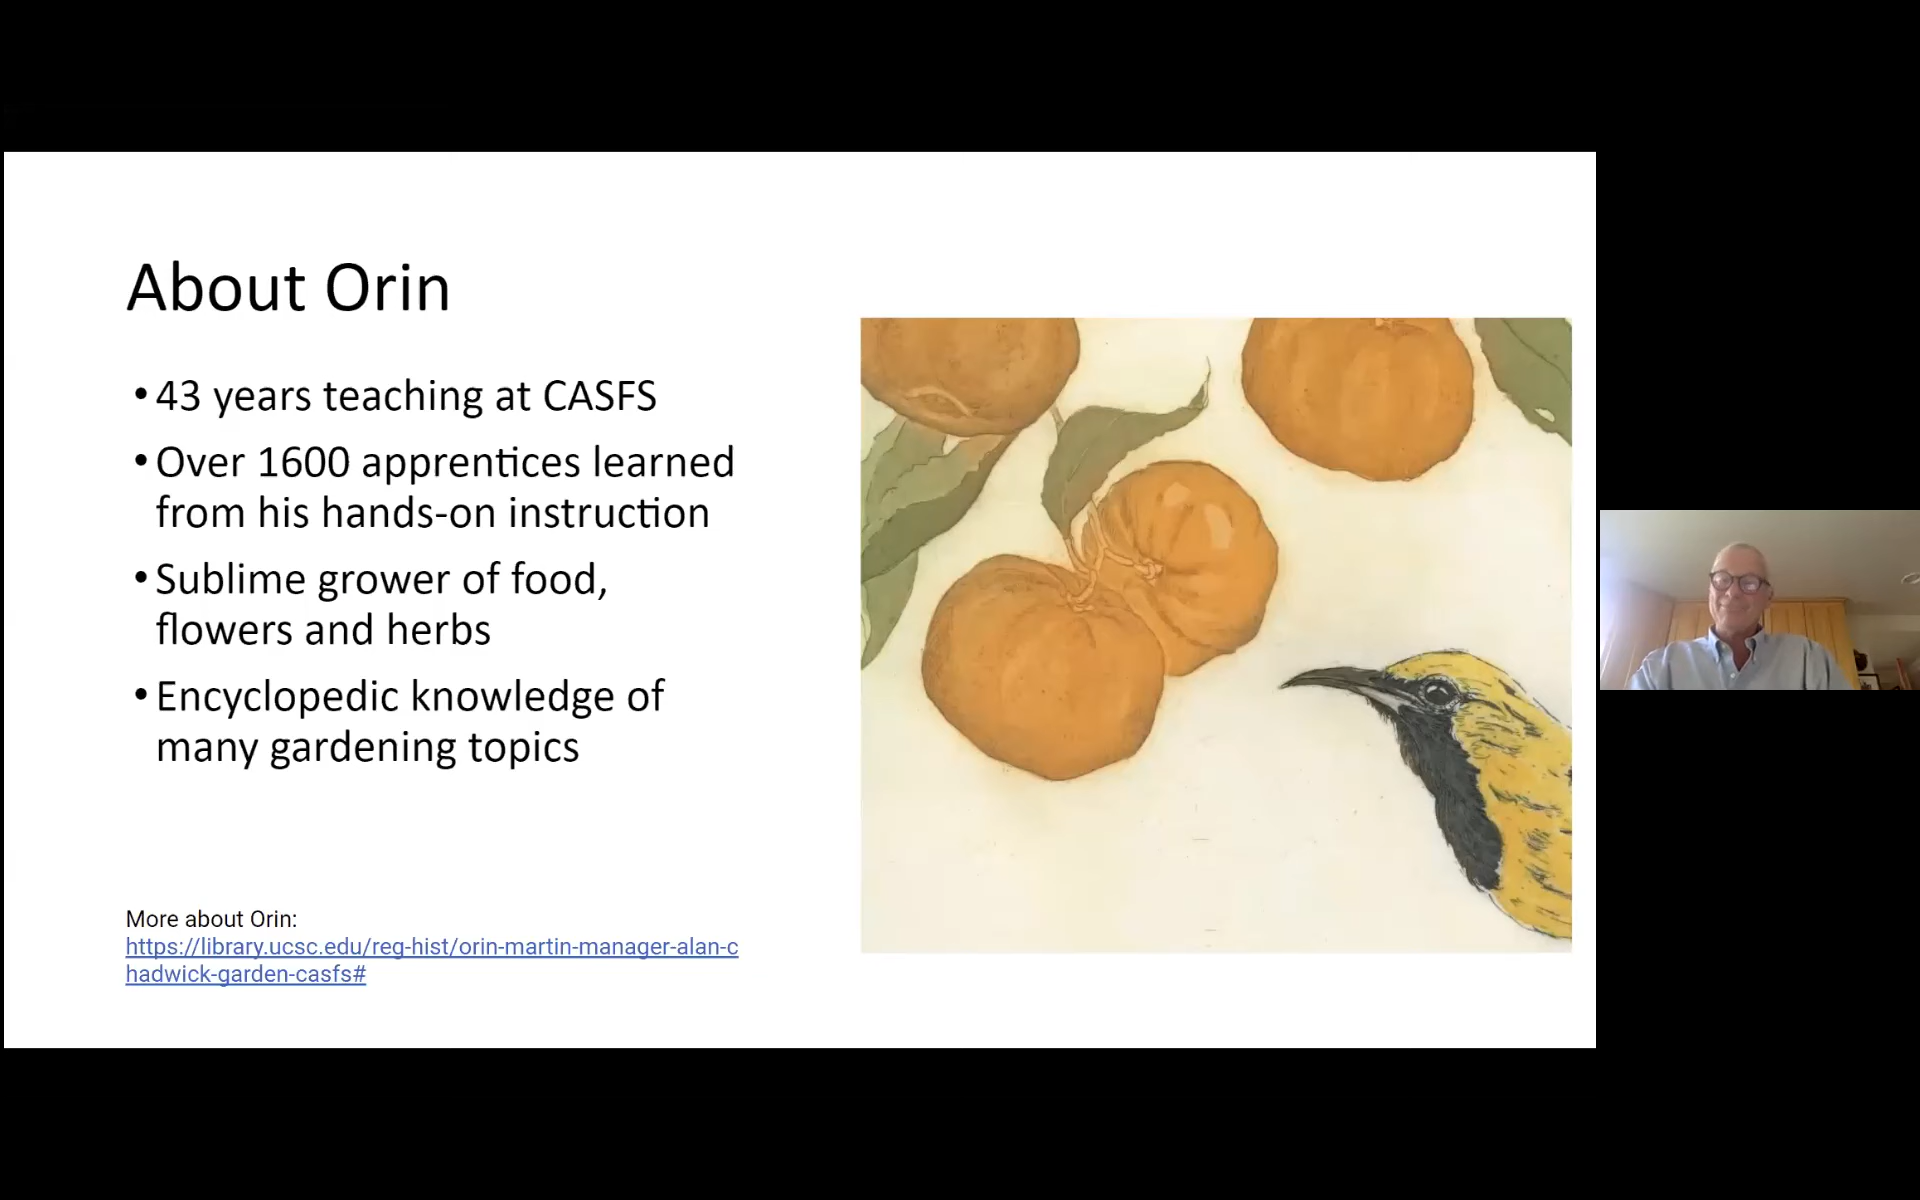 About Orin
• 43 years teaching at CASFS
• Over 1600 apprentices learned
from his hands-on instruction
• Sublime grower of food,
flowers and herbs
• Encyclopedic knowledge of
many gardening topics
More about Orin:
https://library.ucsc.edu/reg-hist/orin-martin-manager-alan-c
hadwick-garden-casfs#